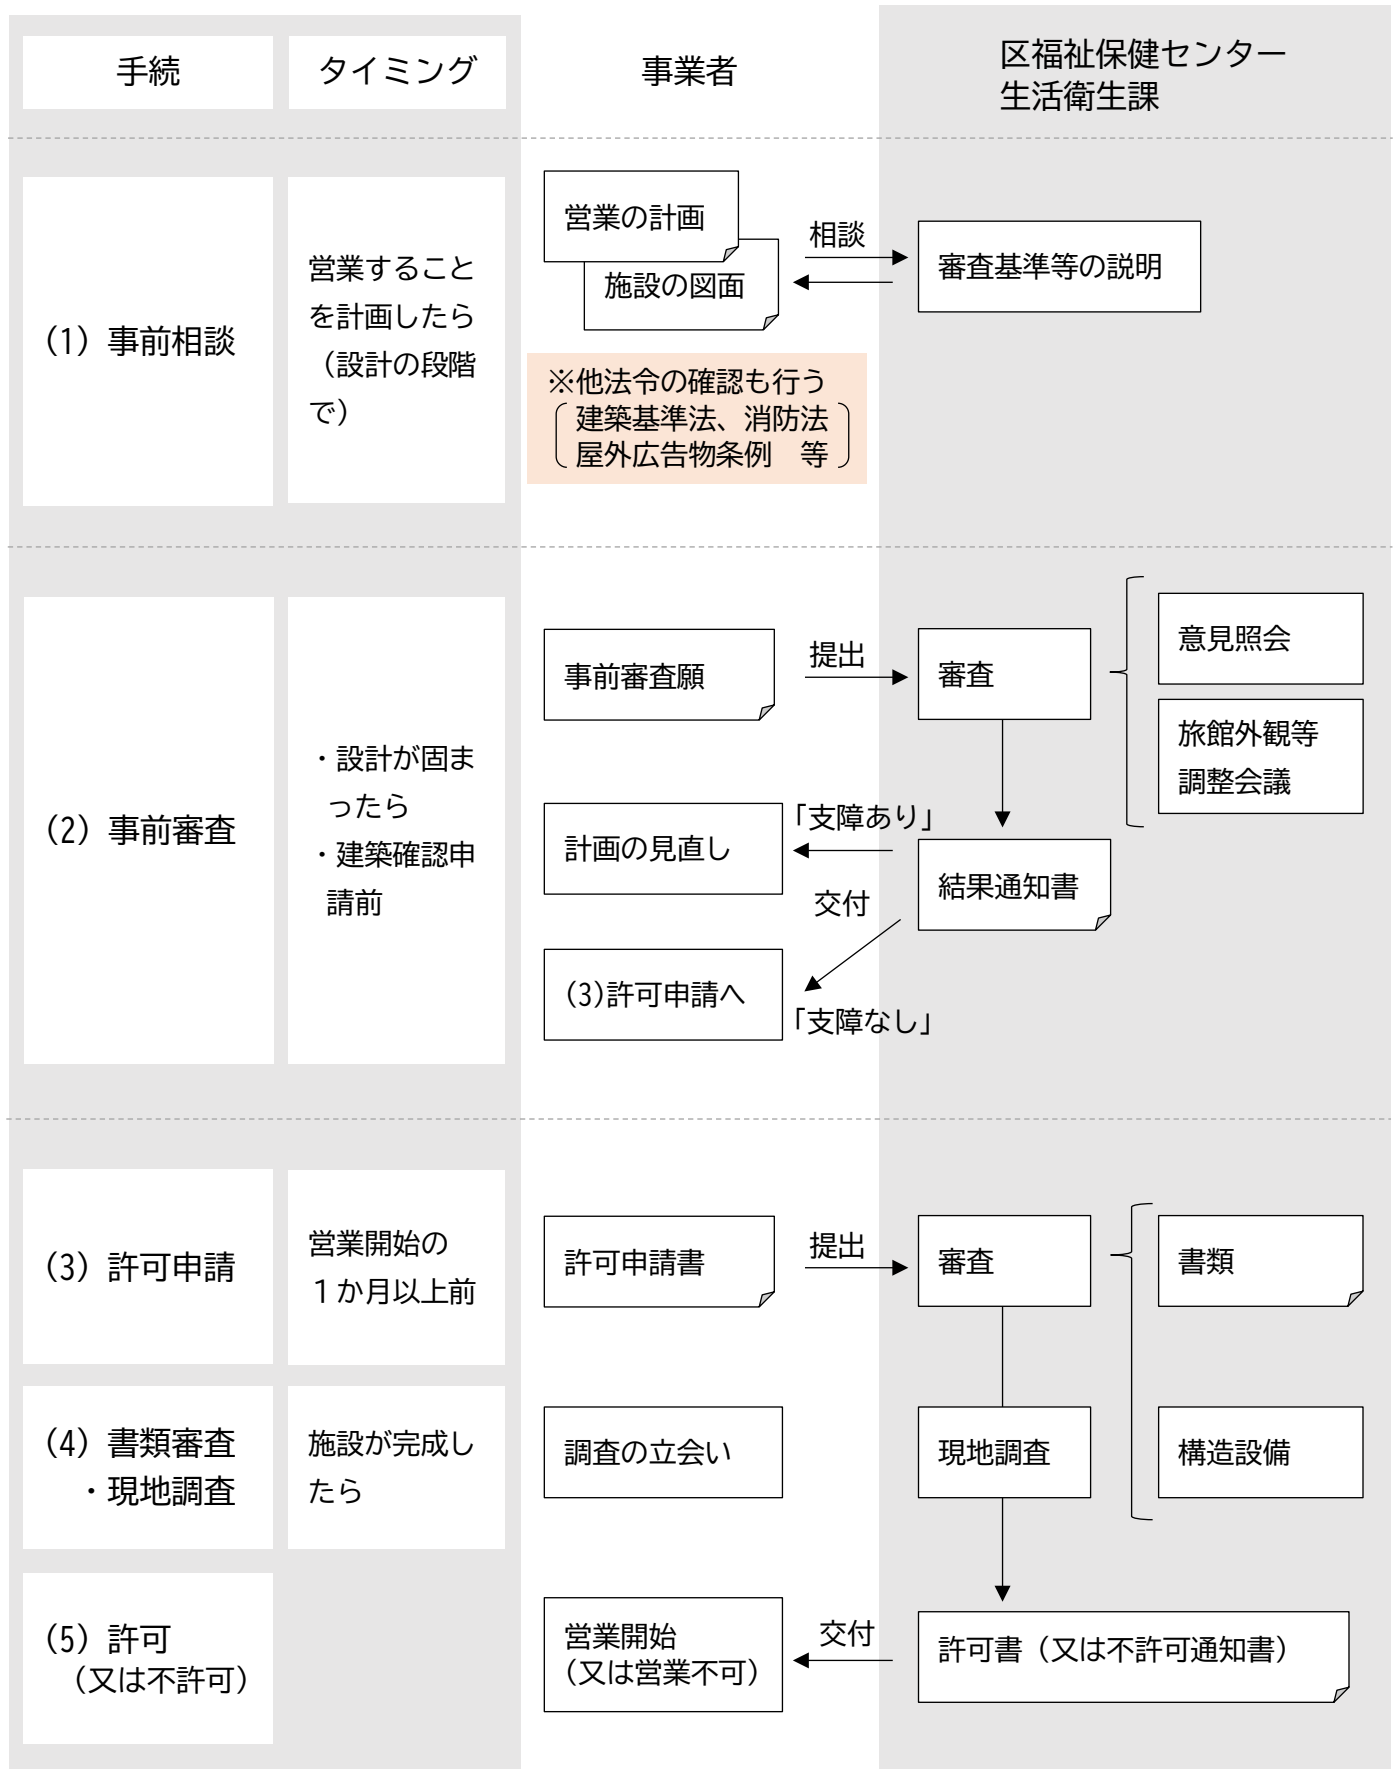 手続
タイミング
事業者
区福祉保健センター
生活衛生課
(1) 事前相談
営業すること
を計画したら
（設計の段階
で）
営業の計画
施設の図面
相談
審査基準等の説明
※他法令の確認も行う
建築基準法、消防法
屋外広告物条例　等
(2) 事前審査
・設計が固ま
ったら
・建築確認申
請前
事前審査願
提出
審査
意見照会
旅館外観等
調整会議
「支障あり」
計画の見直し
結果通知書
交付
(3)許可申請へ
「支障なし」
(3) 許可申請
営業開始の
１か月以上前
許可申請書
提出
審査
書類
(4) 書類審査
・現地調査
施設が完成し
たら
調査の立会い
現地調査
構造設備
(5) 許可
（又は不許可）
営業開始
（又は営業不可）
交付
許可書（又は不許可通知書）